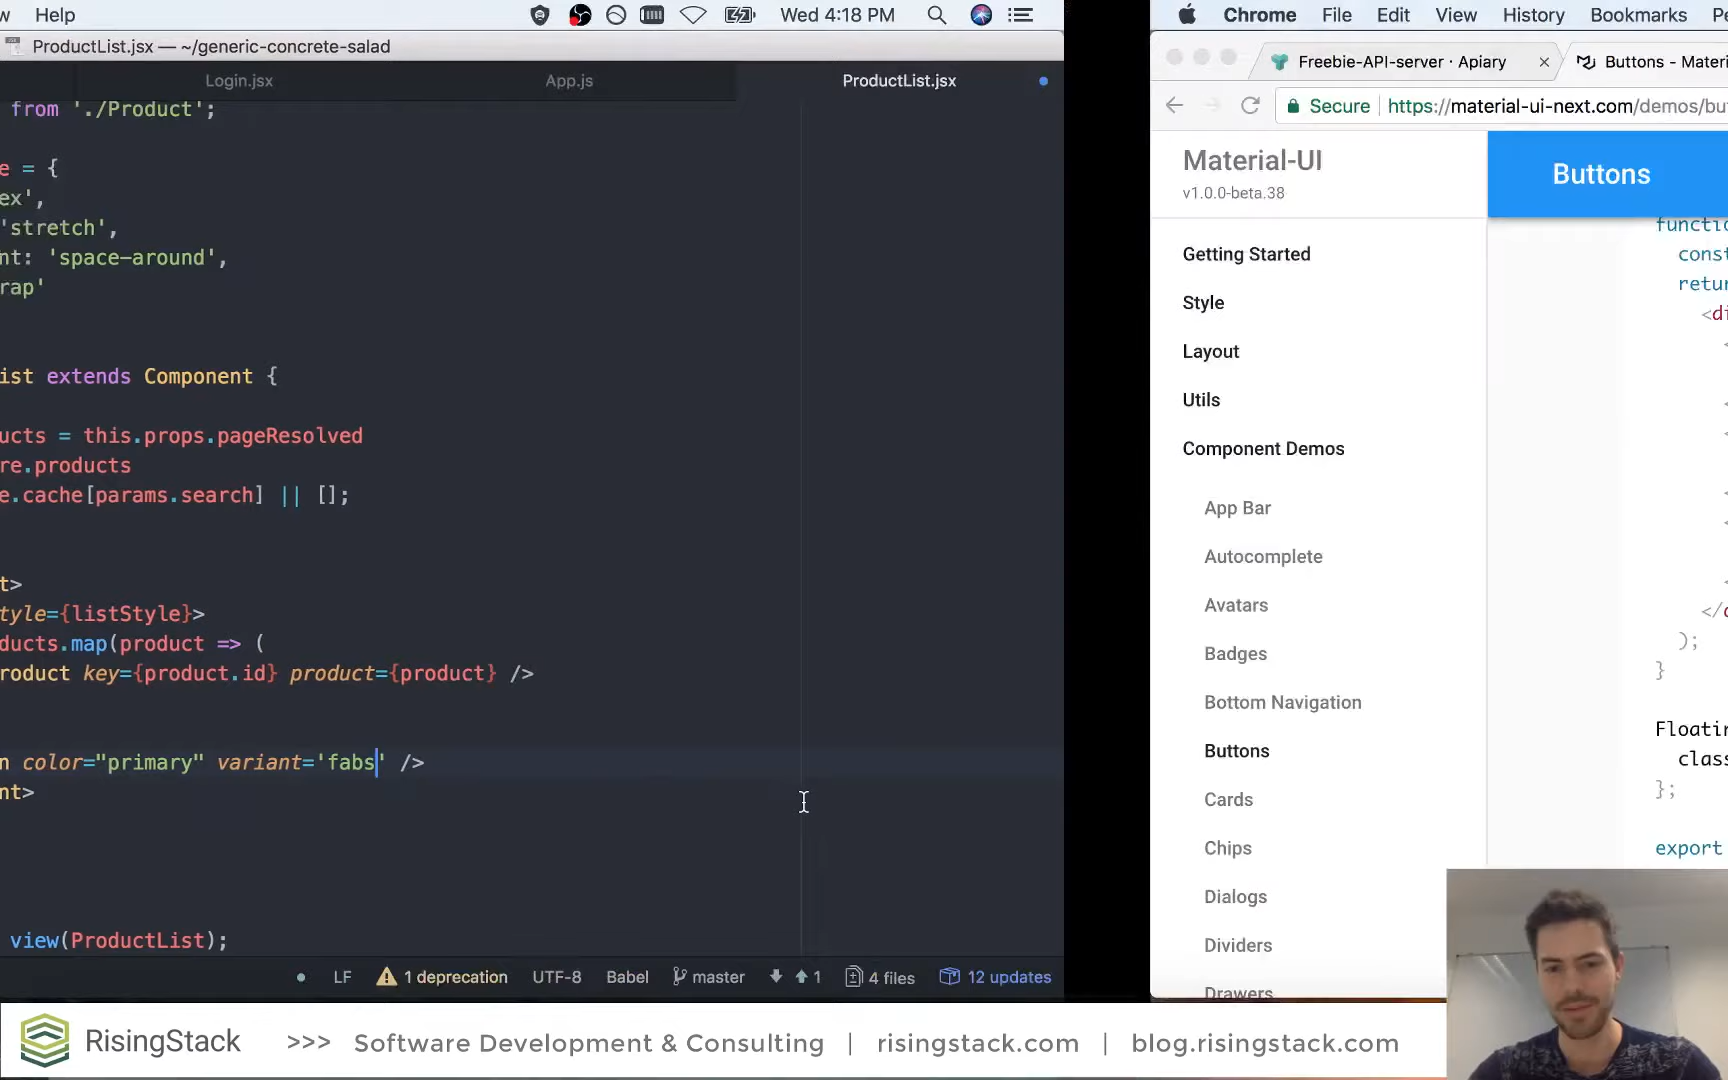 w Help Wed 4:18 PM
ProductList.jsx — ~/generic-concrete-salad
Login.jsx App.js ProductList.jsx
from './Product';
e = {
ex',
'stretch',
nt: 'space-around',
rap'
ist extends Component {
ucts = this.props.pageResolved
re.products
e.cache[params.search] || [];
t>
tyle={listStyle}>
ducts.map(product => (
roduct key={product.id} product={product} />
n color="primary" variant='fabs' />
nt>
view(ProductList);
LF 1 deprecation UTF-8 Babel master 1 4 files 12 updates
Chrome File Edit View History Bookmarks Pe
Freebie-API-server · Apiary × Buttons - Materi
Secure https://material-ui-next.com/demos/but
Material-UI
v1.0.0-beta.38
Buttons
Getting Started
Style
Layout
Utils
Component Demos
App Bar
Autocomplete
Avatars
Badges
Bottom Navigation
Buttons
Cards
Chips
Dialogs
Dividers
Drawers
functio
const
retur
<di
<
<
<
<
<
<
</d
);
}
Floatin
class
};
export
RisingStack >>> Software Development & Consulting | risingstack.com | blog.risingstack.com